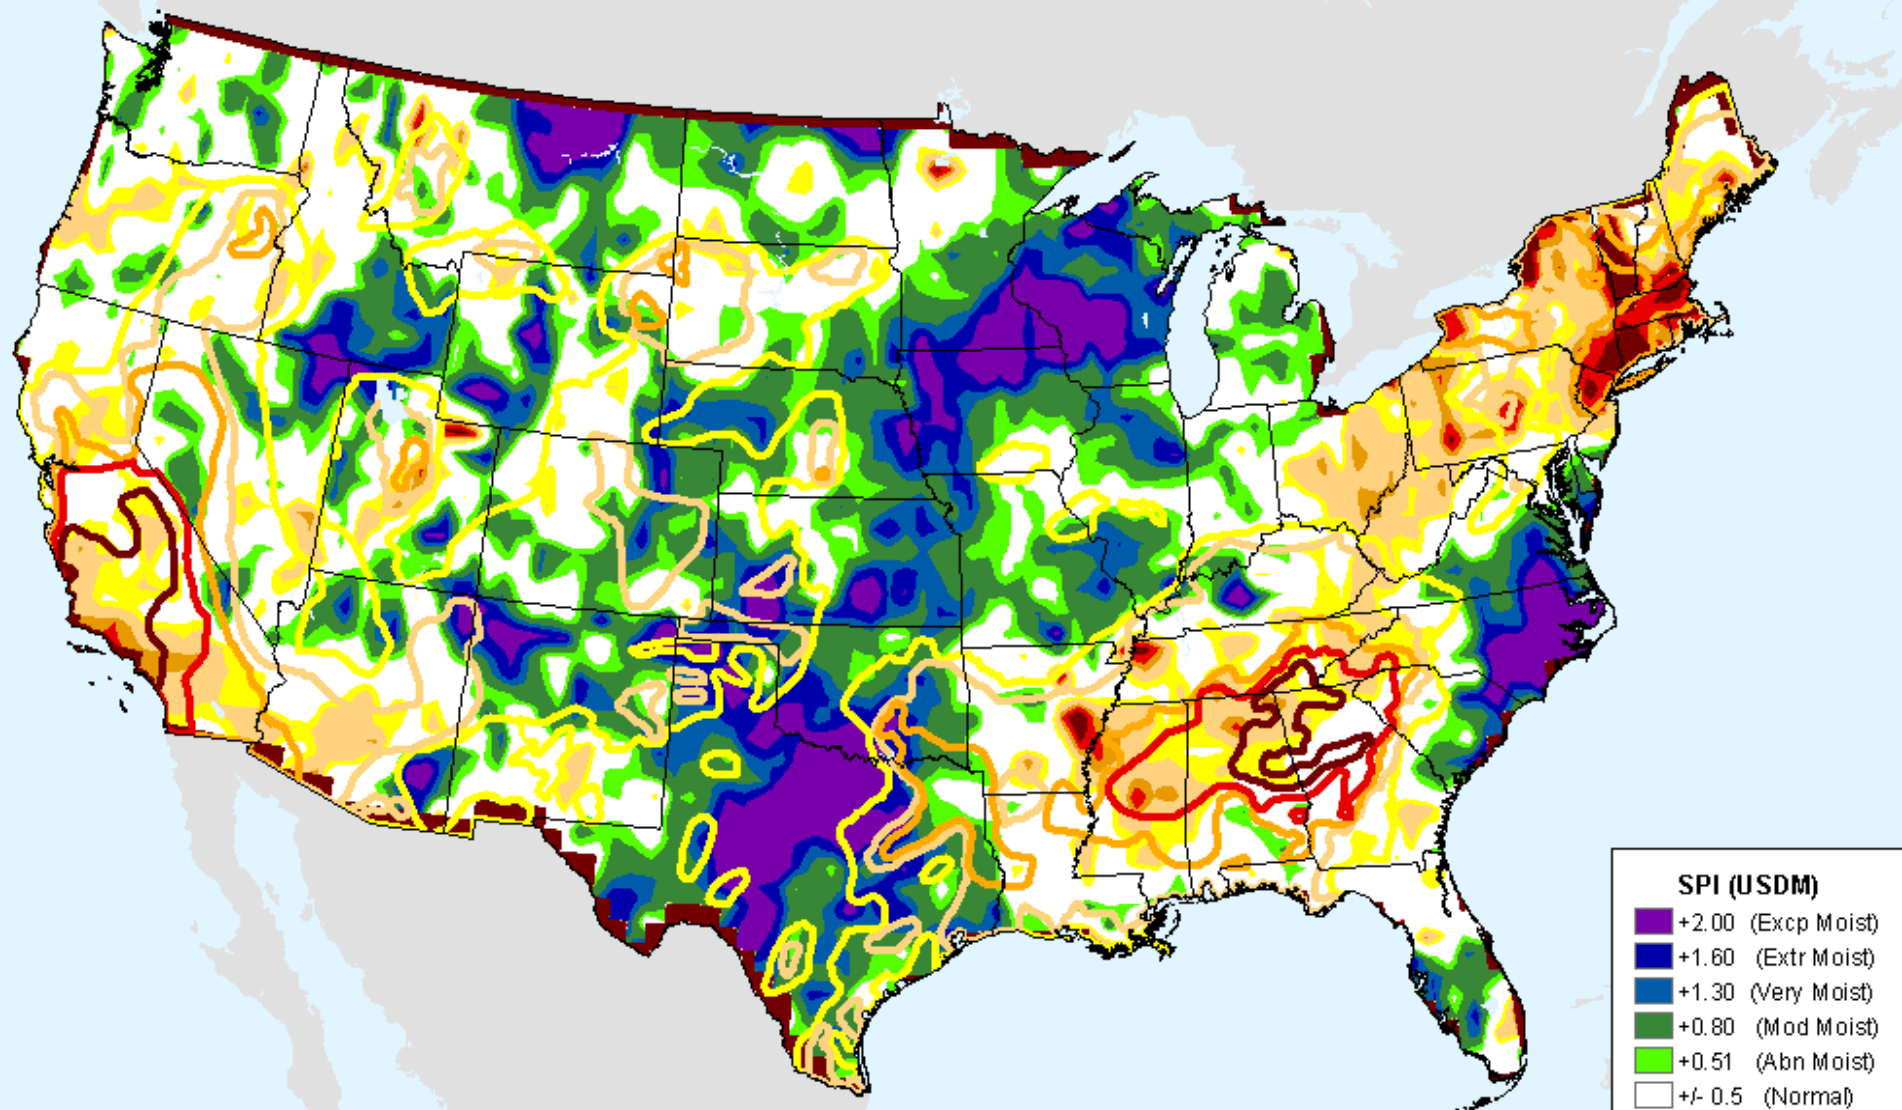 SPI (USDM)
+2.00 (Excp Moist)
+1.60 (Extr Moist)
+1.30 (Very Moist)
+0.80 (Mod Moist)
+0.51 (Abn Moist)
+/- 0.5 (Normal)